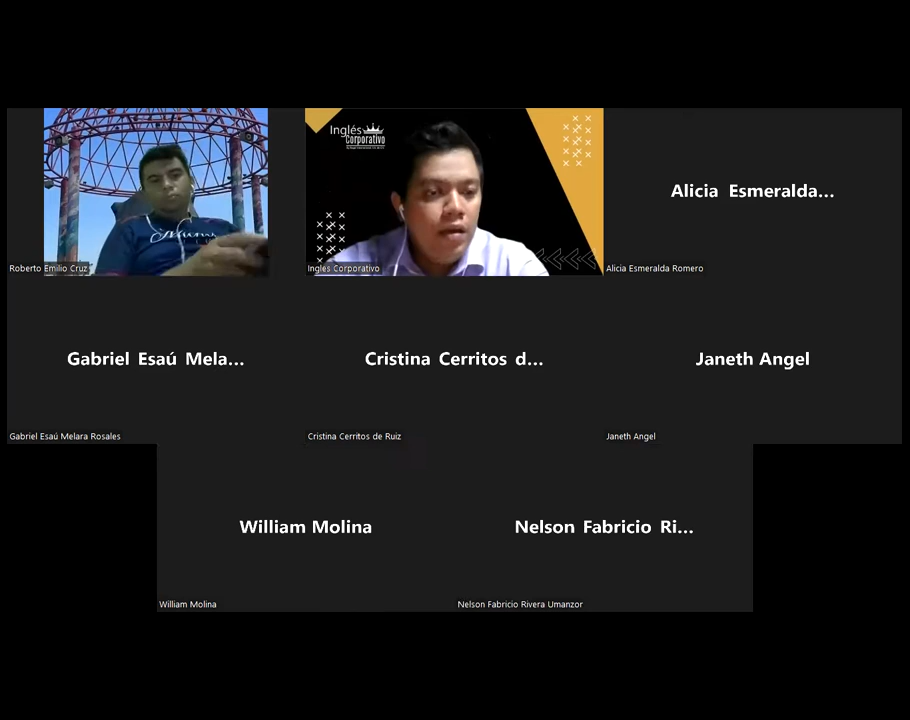 Inglés
Corporativo
Roberto Emilio Cruz
Ingles Corporativo
Alicia Esmeralda...
Alicia Esmeralda Romero
Gabriel Esaú Mela...
Gabriel Esaú Melara Rosales
Cristina Cerritos d...
Cristina Cerritos de Ruiz
Janeth Angel
Janeth Angel
William Molina
William Molina
Nelson Fabricio Ri...
Nelson Fabricio Rivera Umanzor